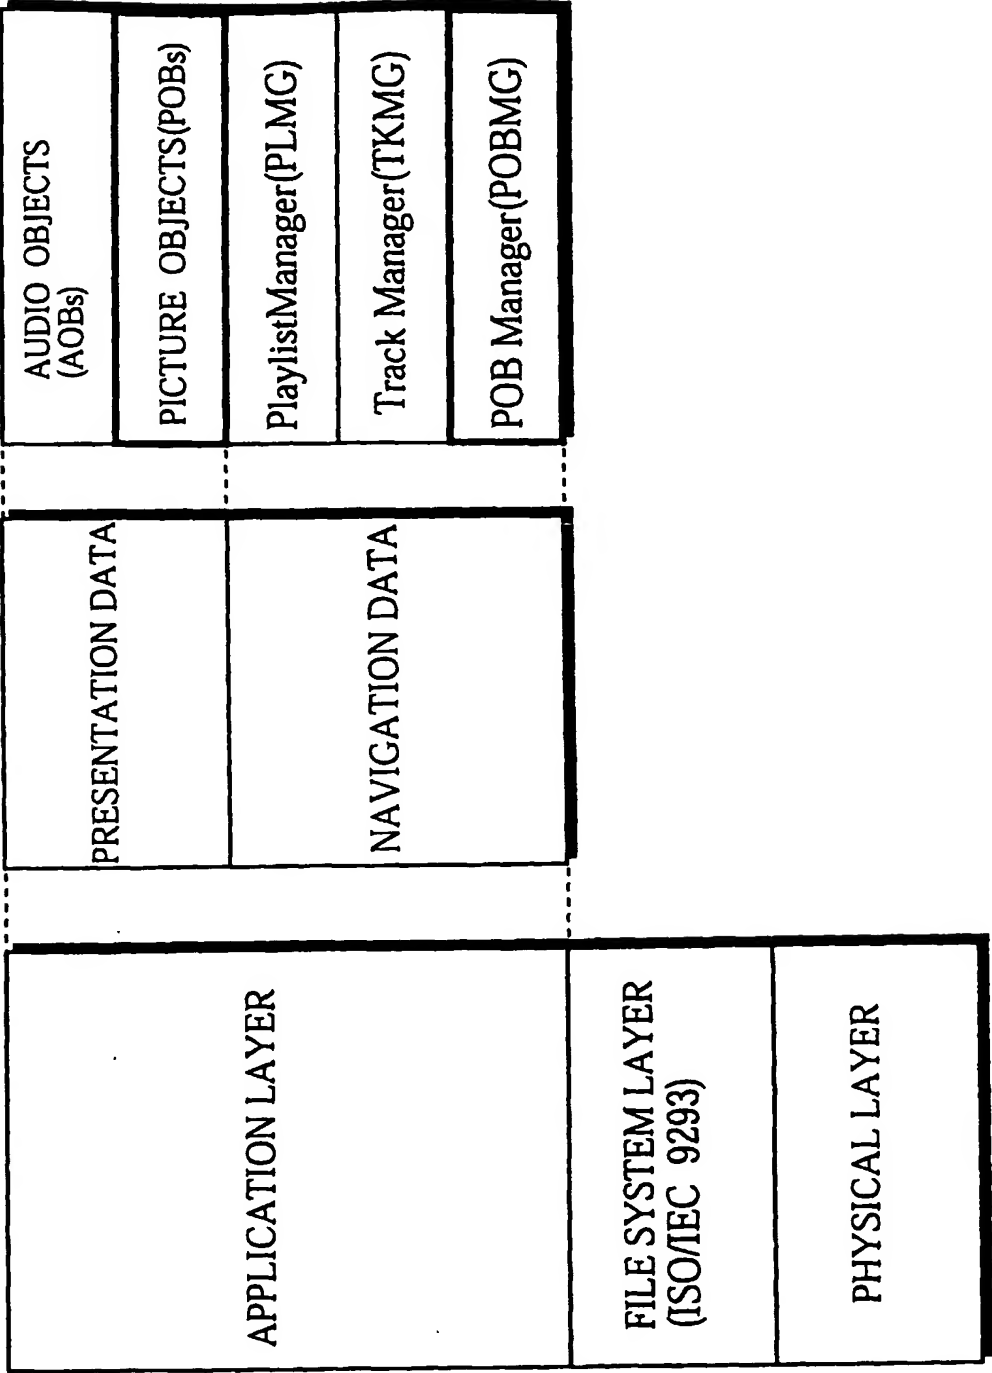 APPLICATION LAYER
FILE SYSTEM LAYER
(ISO/IEC 9293)
PHYSICAL LAYER
PRESENTATION DATA
NAVIGATION DATA
AUDIO OBJECTS
(AOBs)
PICTURE OBJECTS(POBs)
PlaylistManager(PLMG)
Track Manager(TKMG)
POB Manager(POBMG)